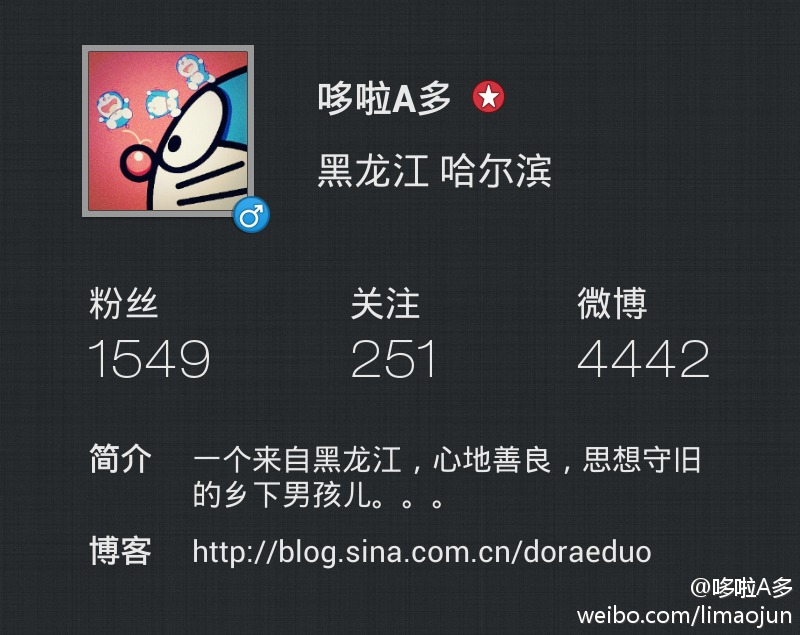 哆啦A多
黑龙江 哈尔滨
粉丝 关注 微博
1549 251 4442
简介 一个来自黑龙江，心地善良，思想守旧
的乡下男孩儿。。。
博客 http://blog.sina.com.cn/doraeduo
@哆啦A多
weibo.com/limaojun